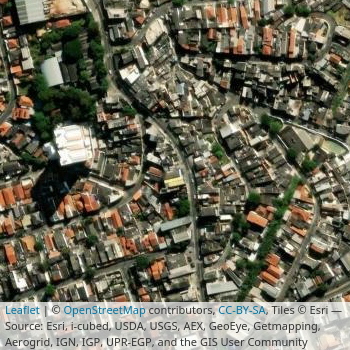 Leaflet | © OpenStreetMap contributors, CC-BY-SA, Tiles © Esri —
Source: Esri, i-cubed, USDA, USGS, AEX, GeoEye, Getmapping,
Aerogrid, IGN, IGP, UPR-EGP, and the GIS User Community